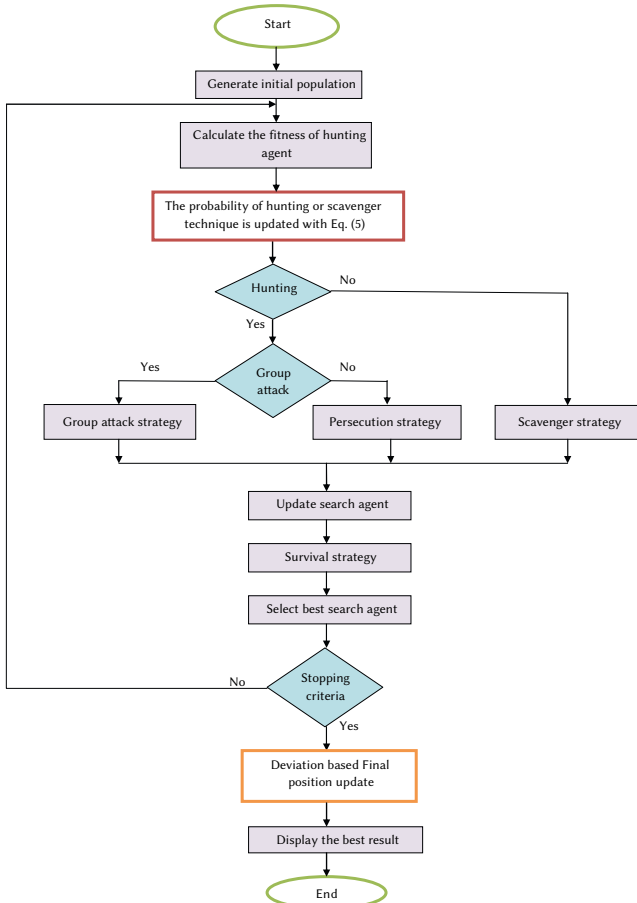 Start
Generate initial population
Calculate the fitness of hunting
agent
The probability of hunting or scavenger
technique is updated with Eq. (5)
Hunting
No
Yes
Group
attack
Yes
No
Group attack strategy
Persecution strategy
Scavenger strategy
Update search agent
Survival strategy
Select best search agent
Stopping
criteria
No
Yes
Deviation based Final
position update
Display the best result
End